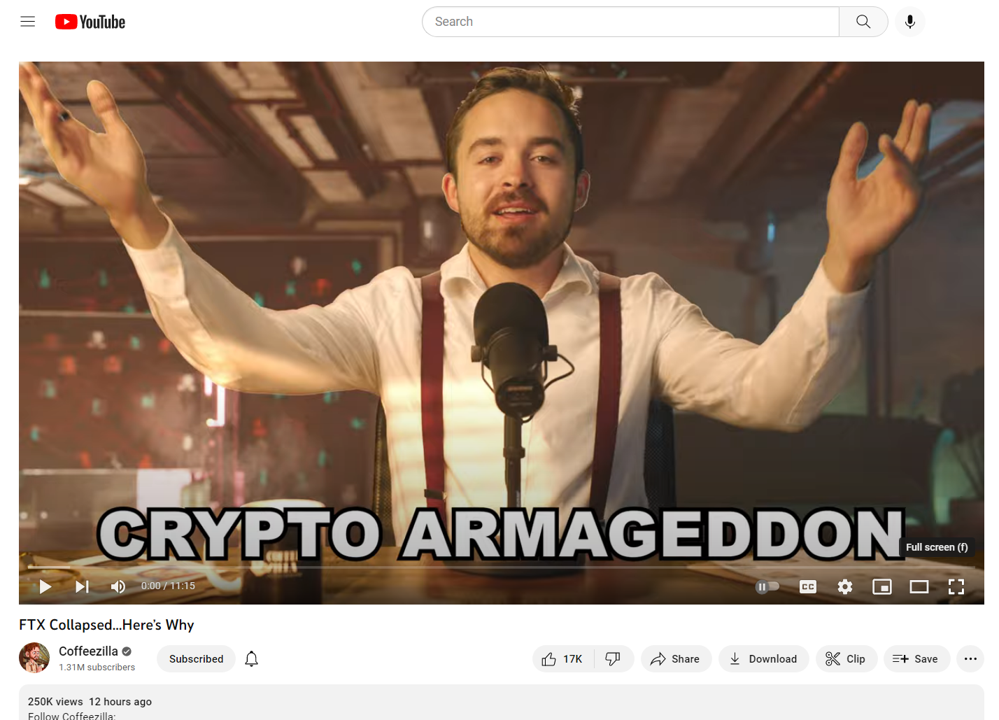 YouTube
Search
CRYPTO ARMAGEDDON
Full screen (f)
0:00 / 11:15
CC
FTX Collapsed...Here's Why
Coffeezilla
1.31M subscribers
Subscribed
17K
Share
Download
Clip
Save
250K views 12 hours ago
Follow Coffeezilla: